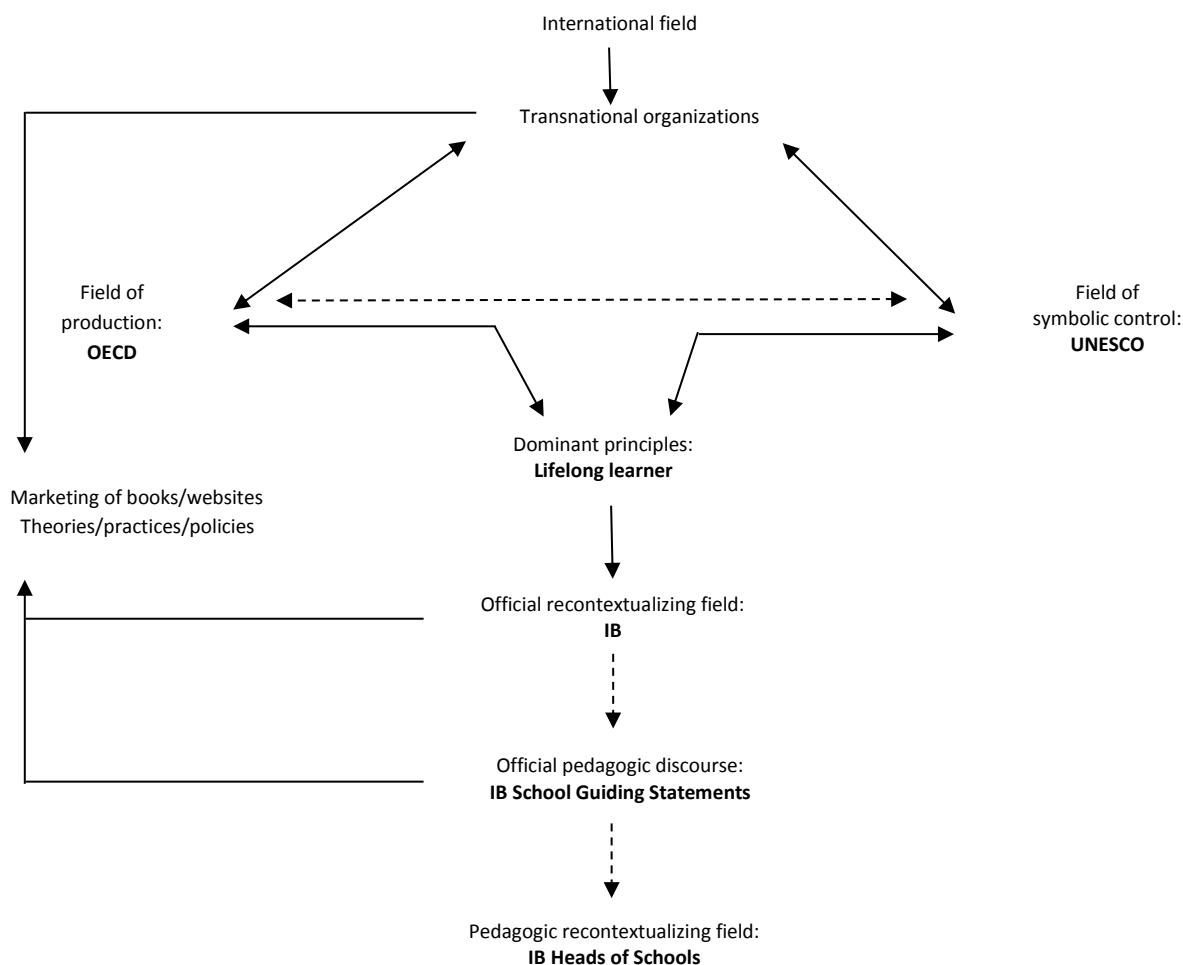 International field
Transnational organizations
Field of
production:
OECD
Field of
symbolic control:
UNESCO
Dominant principles:
Lifelong learner
Marketing of books/websites
Theories/practices/policies
Official recontextualizing field:
IB
Official pedagogic discourse:
IB School Guiding Statements
Pedagogic recontextualizing field:
IB Heads of Schools